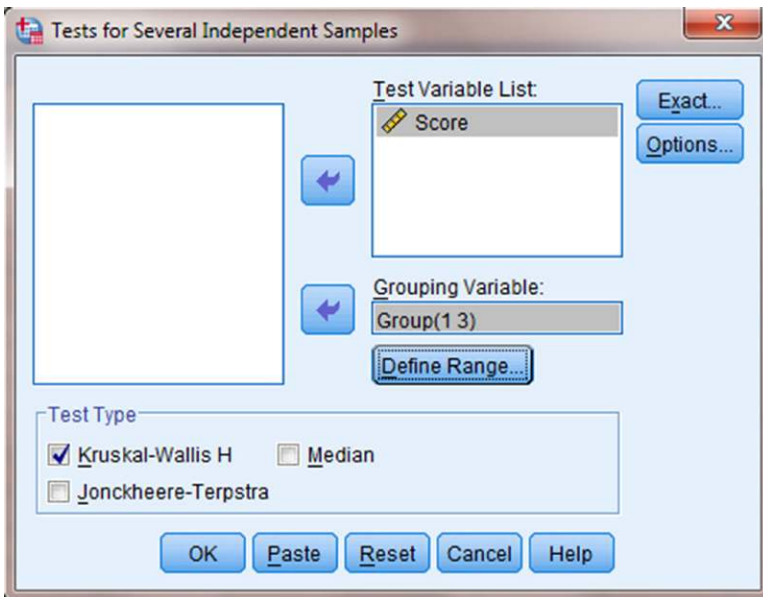 Tests for Several Independent Samples
x
Test Variable List:
Score
Exact...
Options...
Grouping Variable:
Group(1 3)
Define Range...
Test Type
Kruskal-Wallis H
Median
Jonckheere-Terpstra
OK
Paste
Reset
Cancel
Help